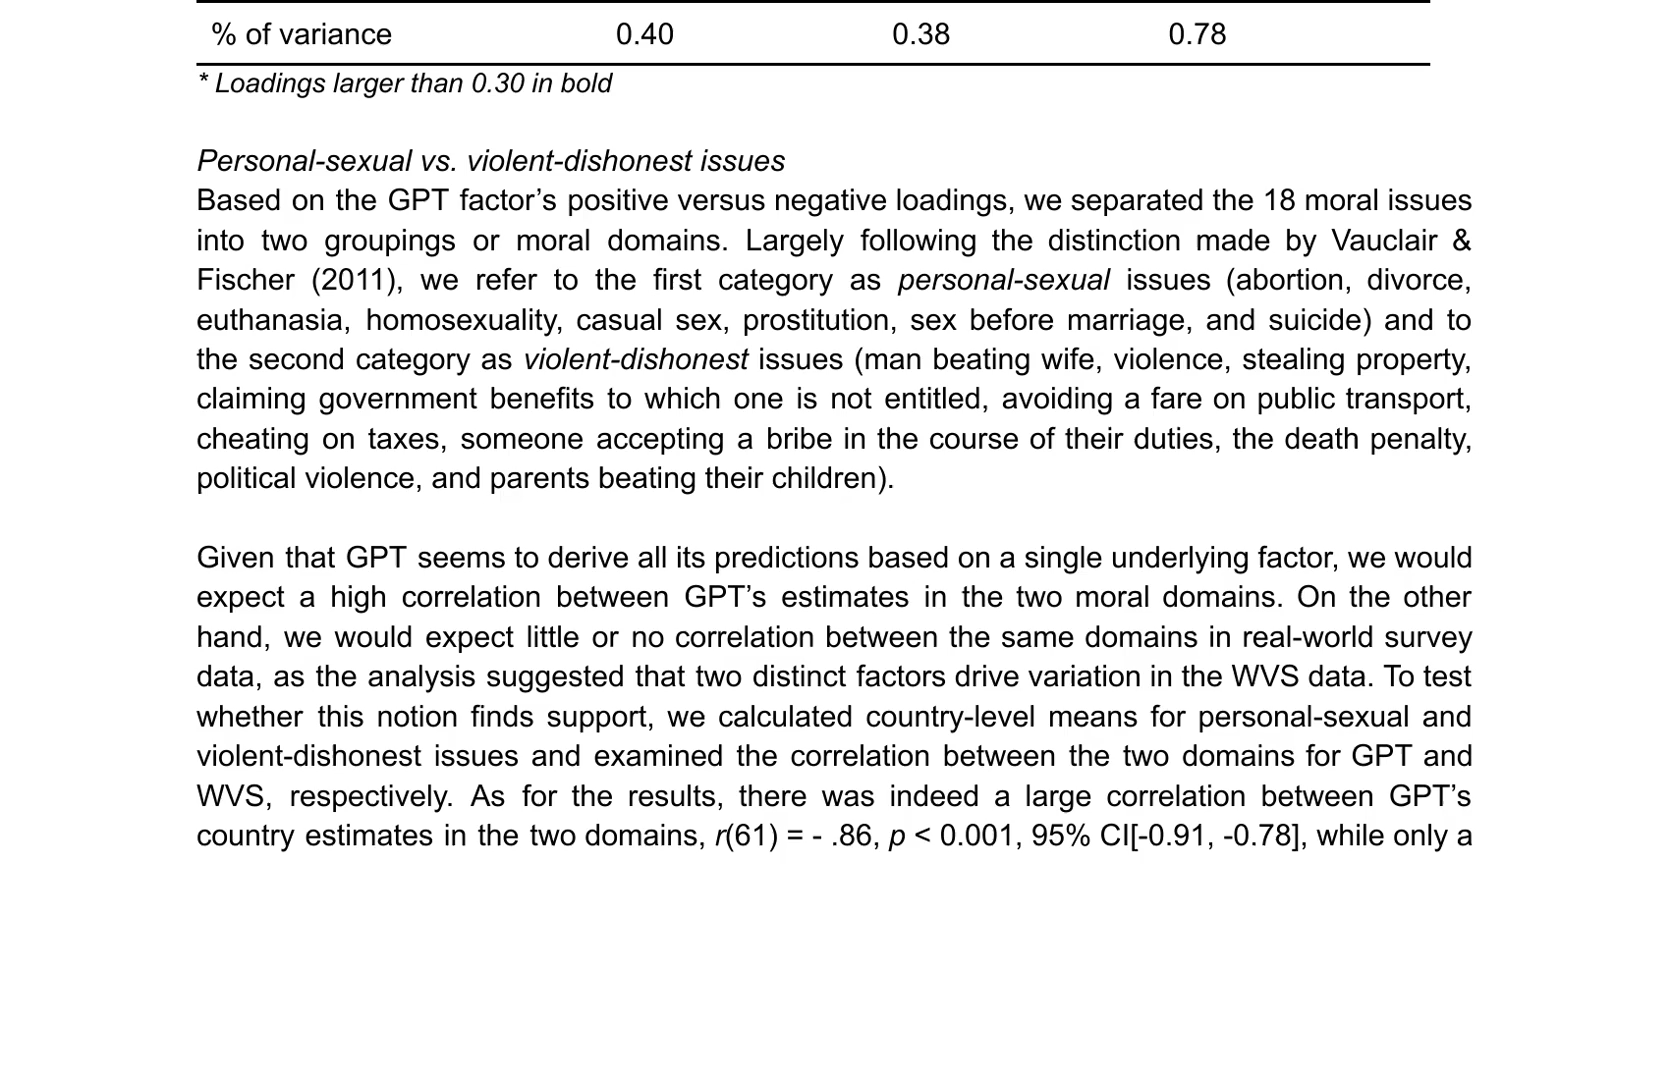 % of variance 0.40 0.38 0.78
* Loadings larger than 0.30 in bold
Personal-sexual vs. violent-dishonest issues
Based on the GPT factor’s positive versus negative loadings, we separated the 18 moral issues
into two groupings or moral domains. Largely following the distinction made by Vauclair &
Fischer (2011), we refer to the first category as personal-sexual issues (abortion, divorce,
euthanasia, homosexuality, casual sex, prostitution, sex before marriage, and suicide) and to
the second category as violent-dishonest issues (man beating wife, violence, stealing property,
claiming government benefits to which one is not entitled, avoiding a fare on public transport,
cheating on taxes, someone accepting a bribe in the course of their duties, the death penalty,
political violence, and parents beating their children).
Given that GPT seems to derive all its predictions based on a single underlying factor, we would
expect a high correlation between GPT’s estimates in the two moral domains. On the other
hand, we would expect little or no correlation between the same domains in real-world survey
data, as the analysis suggested that two distinct factors drive variation in the WVS data. To test
whether this notion finds support, we calculated country-level means for personal-sexual and
violent-dishonest issues and examined the correlation between the two domains for GPT and
WVS, respectively. As for the results, there was indeed a large correlation between GPT’s
country estimates in the two domains, r(61) = - .86, p < 0.001, 95% CI[-0.91, -0.78], while only a